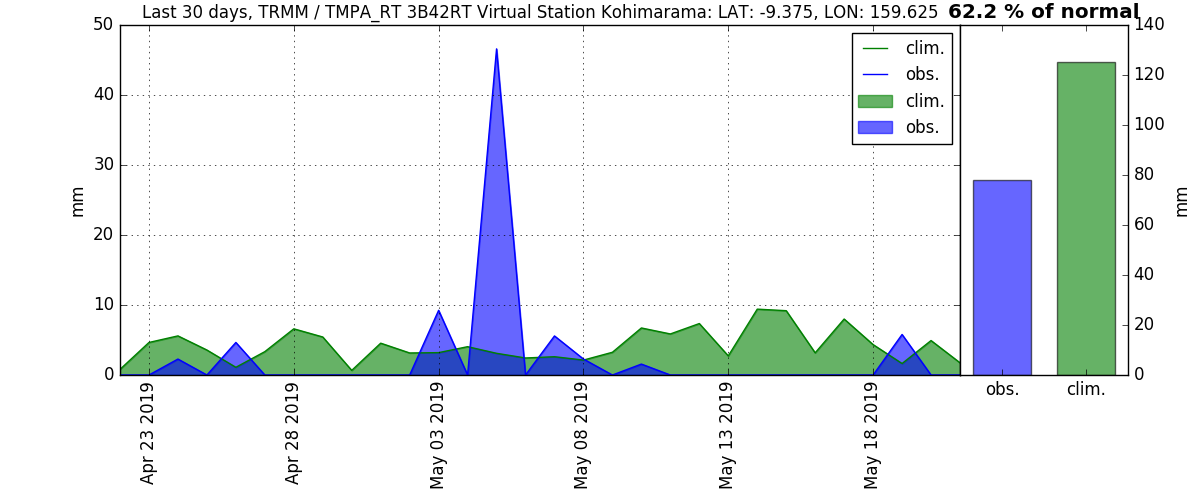 Last 30 days, TRMM / TMPA_RT 3B42RT Virtual Station Kohimarama: LAT: -9.375, LON: 159.625 62.2 % of normal
50
40
30
20
10
0
mm
clim.
obs.
clim.
obs.
Apr 23 2019
Apr 28 2019
May 03 2019
May 08 2019
May 13 2019
May 18 2019
140
120
100
80
60
40
20
0
mm
obs.
clim.